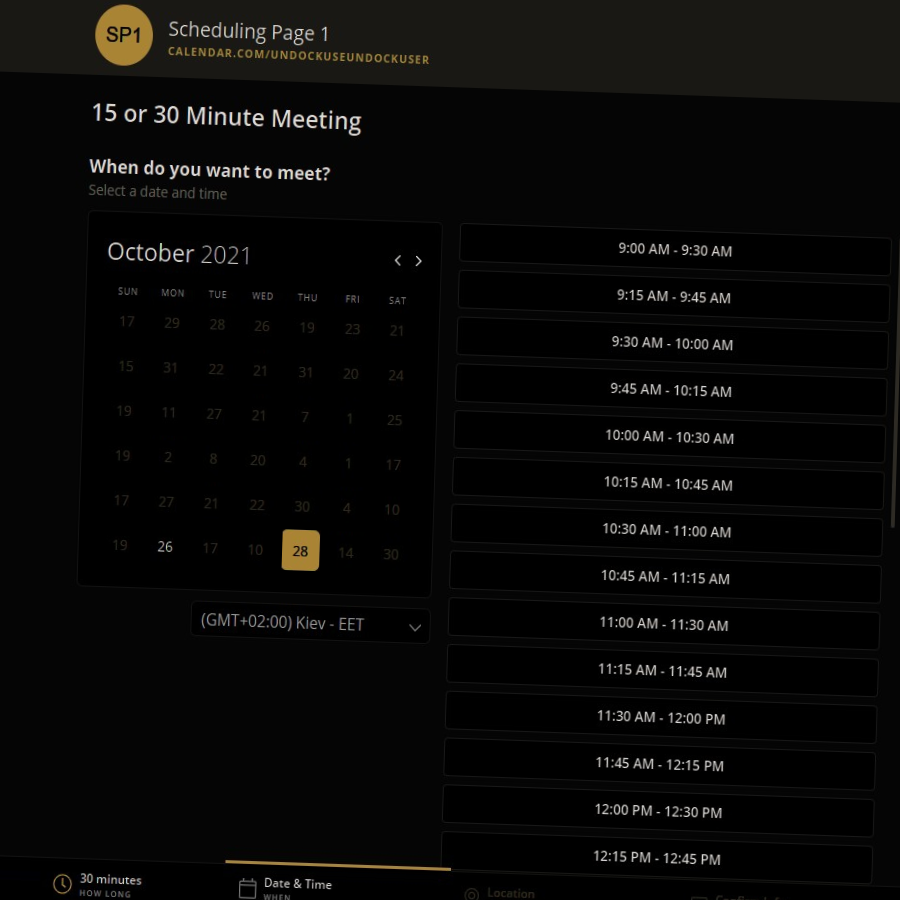 SP1
Scheduling Page 1
CALENDAR.COM/UNDOCKUSEUNDOCKUSER
15 or 30 Minute Meeting
When do you want to meet?
Select a date and time
October 2021
SUN MON TUE WED THU FRI SAT
17 29 28 26 19 23 21
15 31 22 21 31 20 24
19 11 27 21 7 1 25
19 2 8 20 4 1 17
17 27 21 22 30 4 10
19 26 17 10 28 14 30
(GMT+02:00) Kiev - EET
9:00 AM - 9:30 AM
9:15 AM - 9:45 AM
9:30 AM - 10:00 AM
9:45 AM - 10:15 AM
10:00 AM - 10:30 AM
10:15 AM - 10:45 AM
10:30 AM - 11:00 AM
10:45 AM - 11:15 AM
11:00 AM - 11:30 AM
11:15 AM - 11:45 AM
11:30 AM - 12:00 PM
11:45 AM - 12:15 PM
12:00 PM - 12:30 PM
12:15 PM - 12:45 PM
30 minutes
HOW LONG
Date & Time
WHEN
Location